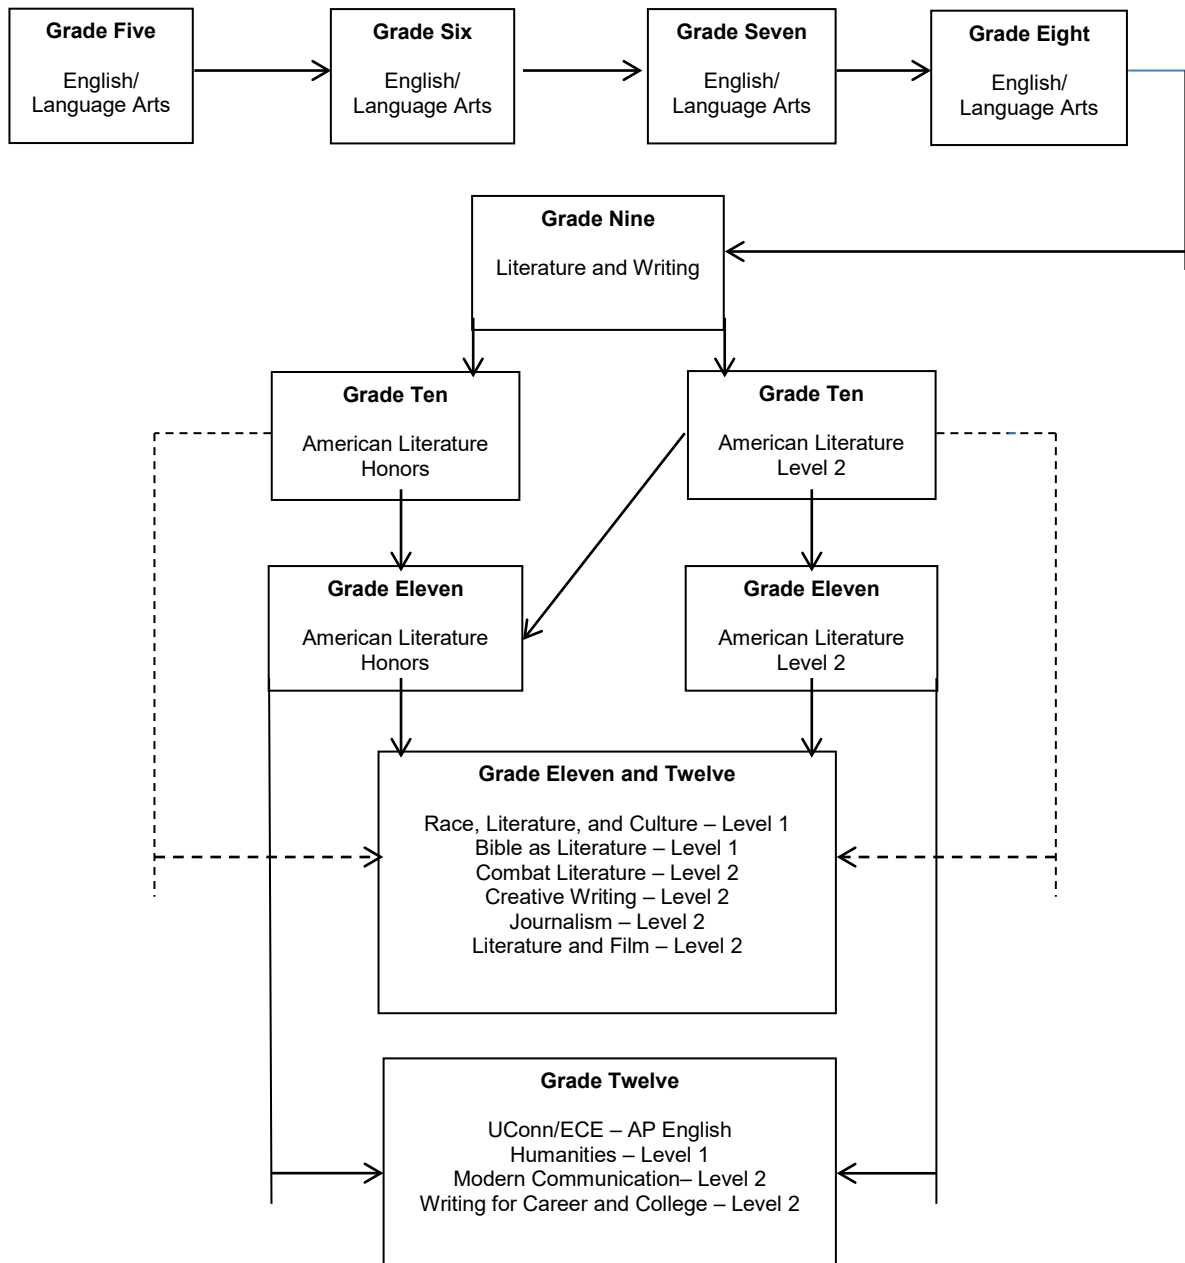 Grade Five
English/
Language Arts
Grade Six
English/
Language Arts
Grade Seven
English/
Language Arts
Grade Eight
English/
Language Arts
Grade Nine
Literature and Writing
Grade Ten
American Literature
Honors
Grade Ten
American Literature
Level 2
Grade Eleven
American Literature
Honors
Grade Eleven
American Literature
Level 2
Grade Eleven and Twelve
Race, Literature, and Culture – Level 1
Bible as Literature – Level 1
Combat Literature – Level 2
Creative Writing – Level 2
Journalism – Level 2
Literature and Film – Level 2
Grade Twelve
UConn/ECE – AP English
Humanities – Level 1
Modern Communication– Level 2
Writing for Career and College – Level 2